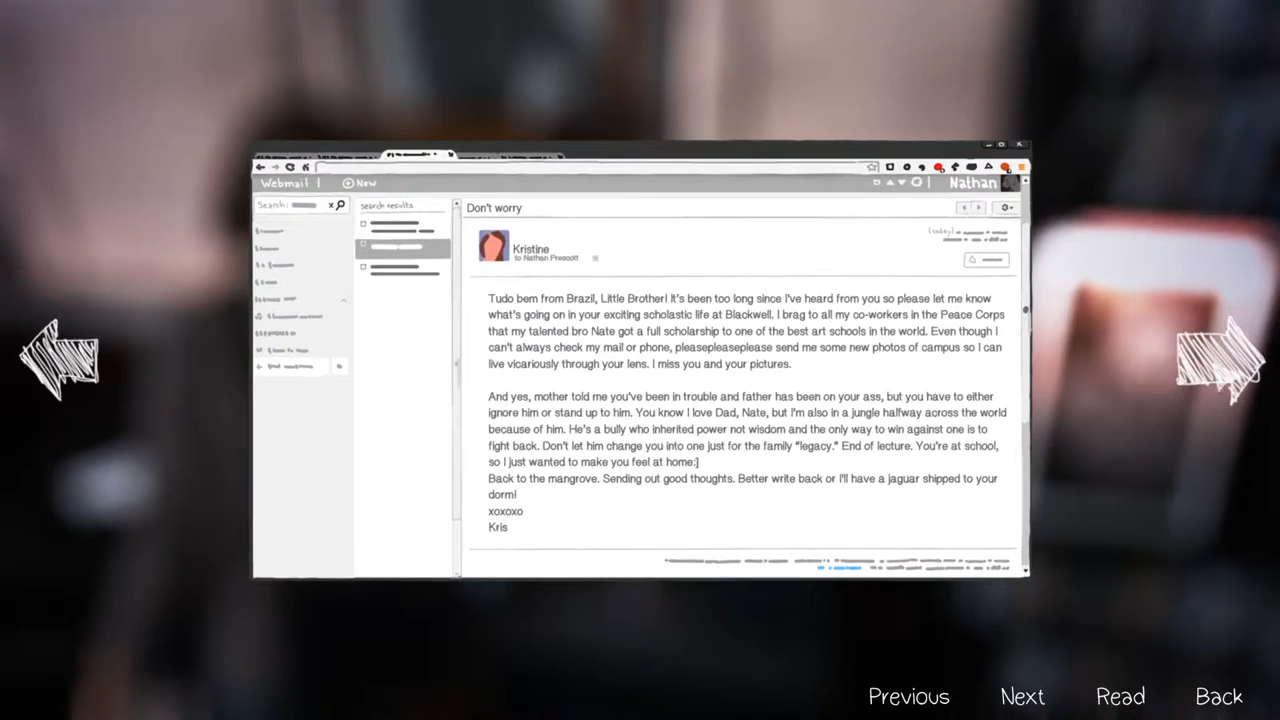 Webmail | New
Nathan
Search:
search results
Don't worry
(today)
Kristine
to Nathan Prescott
Tudo bem from Brazil, Little Brother! It's been too long since I've heard from you so please let me know
what's going on in your exciting scholastic life at Blackwell. I brag to all my co-workers in the Peace Corps
that my talented bro Nate got a full scholarship to one of the best art schools in the world. Even though I
can't always check my mail or phone, pleasepleaseplease send me some new photos of campus so I can
live vicariously through your lens. I miss you and your pictures.
And yes, mother told me you've been in trouble and father has been on your ass, but you have to either
ignore him or stand up to him. You know I love Dad, Nate, but I'm also in a jungle halfway across the world
because of him. He's a bully who inherited power not wisdom and the only way to win against one is to
fight back. Don't let him change you into one just for the family "legacy." End of lecture. You're at school,
so I just wanted to make you feel at home:]
Back to the mangrove. Sending out good thoughts. Better write back or I'll have a jaguar shipped to your
dorm!
xoxoxo
Kris
Previous
Next
Read
Back